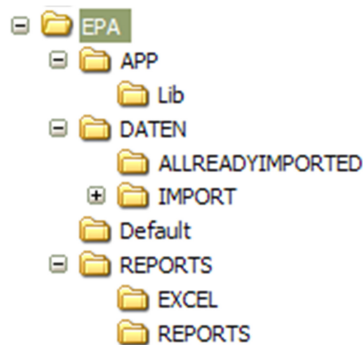 EPA
APP
Lib
DATEN
ALLREADYIMPORTED
IMPORT
Default
REPORTS
EXCEL
REPORTS